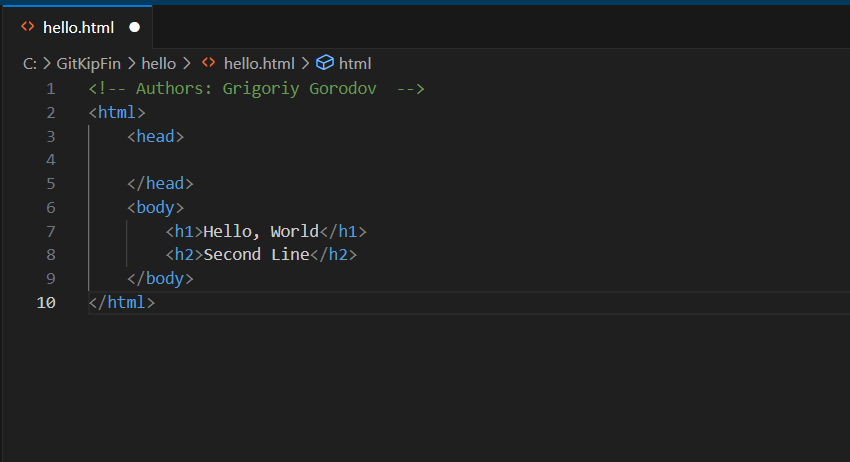 hello.html
C: > GitKipFin > hello > hello.html > html
1 <!-- Authors: Grigoriy Gorodov  -->
2 <html>
3     <head>
4
5     </head>
6     <body>
7         <h1>Hello, World</h1>
8         <h2>Second Line</h2>
9     </body>
10 </html>